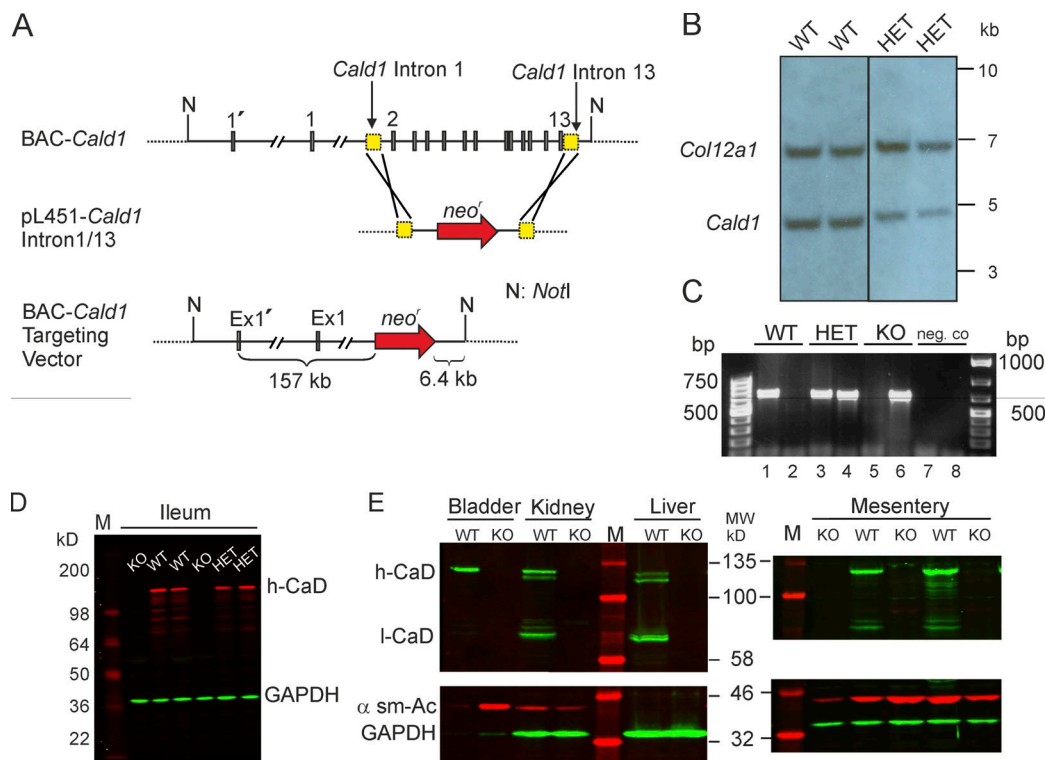 A
Cald1 Intron 1
Cald1 Intron 13
N 1′ 1 2 13 N
BAC-Cald1
pL451-Cald1
Intron1/13
neoʳ
N: NotI
BAC-Cald1
Targeting
Vector
N Ex1′ Ex1 neoʳ N
157 kb 6.4 kb
B
WT WT HET HET kb
10
7
Col12a1
5
Cald1
3
C
WT HET KO neg. co
bp bp
1000
750
500 500
1 2 3 4 5 6 7 8
D
Ileum
M
kD
KO WT WT KO HET HET
200
h-CaD
98
64
50
GAPDH
36
22
E
Bladder Kidney Liver Mesentery
WT KO WT KO M WT KO MW kD M KO WT KO WT KO
h-CaD
135
100
l-CaD
58
46
α sm-Ac
GAPDH
32